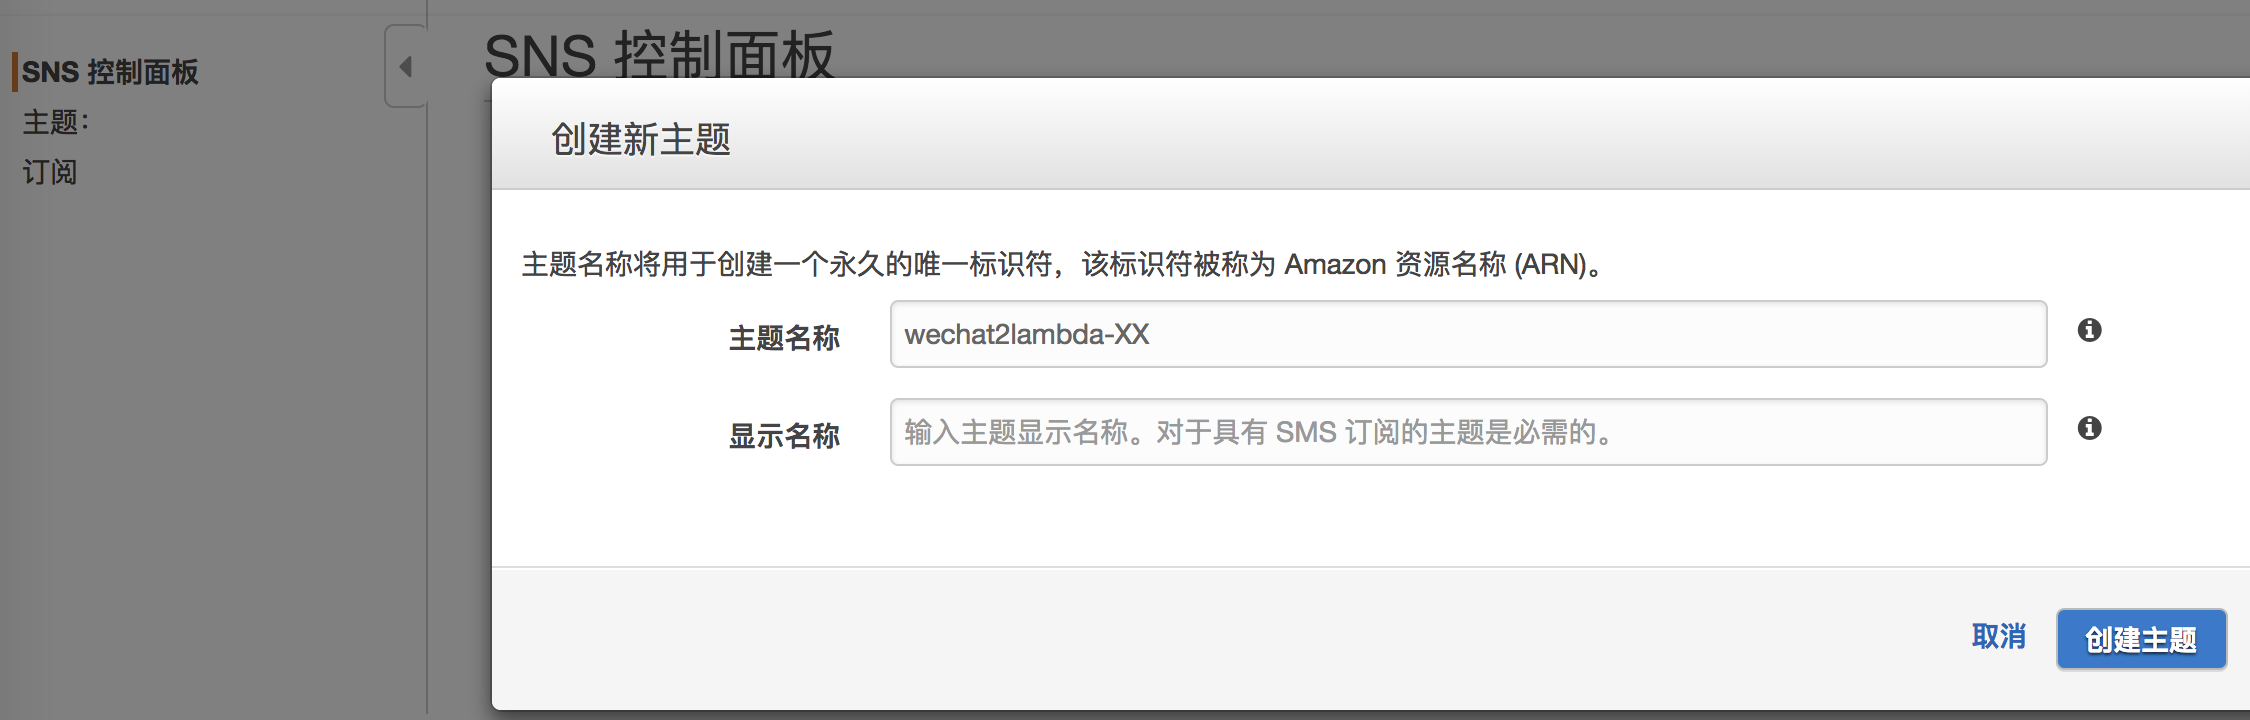 SNS 控制面板
主题：
订阅
SNS 控制面板
创建新主题
主题名称将用于创建一个永久的唯一标识符，该标识符被称为 Amazon 资源名称 (ARN)。
主题名称 wechat2lambda-XX
显示名称 输入主题显示名称。对于具有 SMS 订阅的主题是必需的。
取消 创建主题